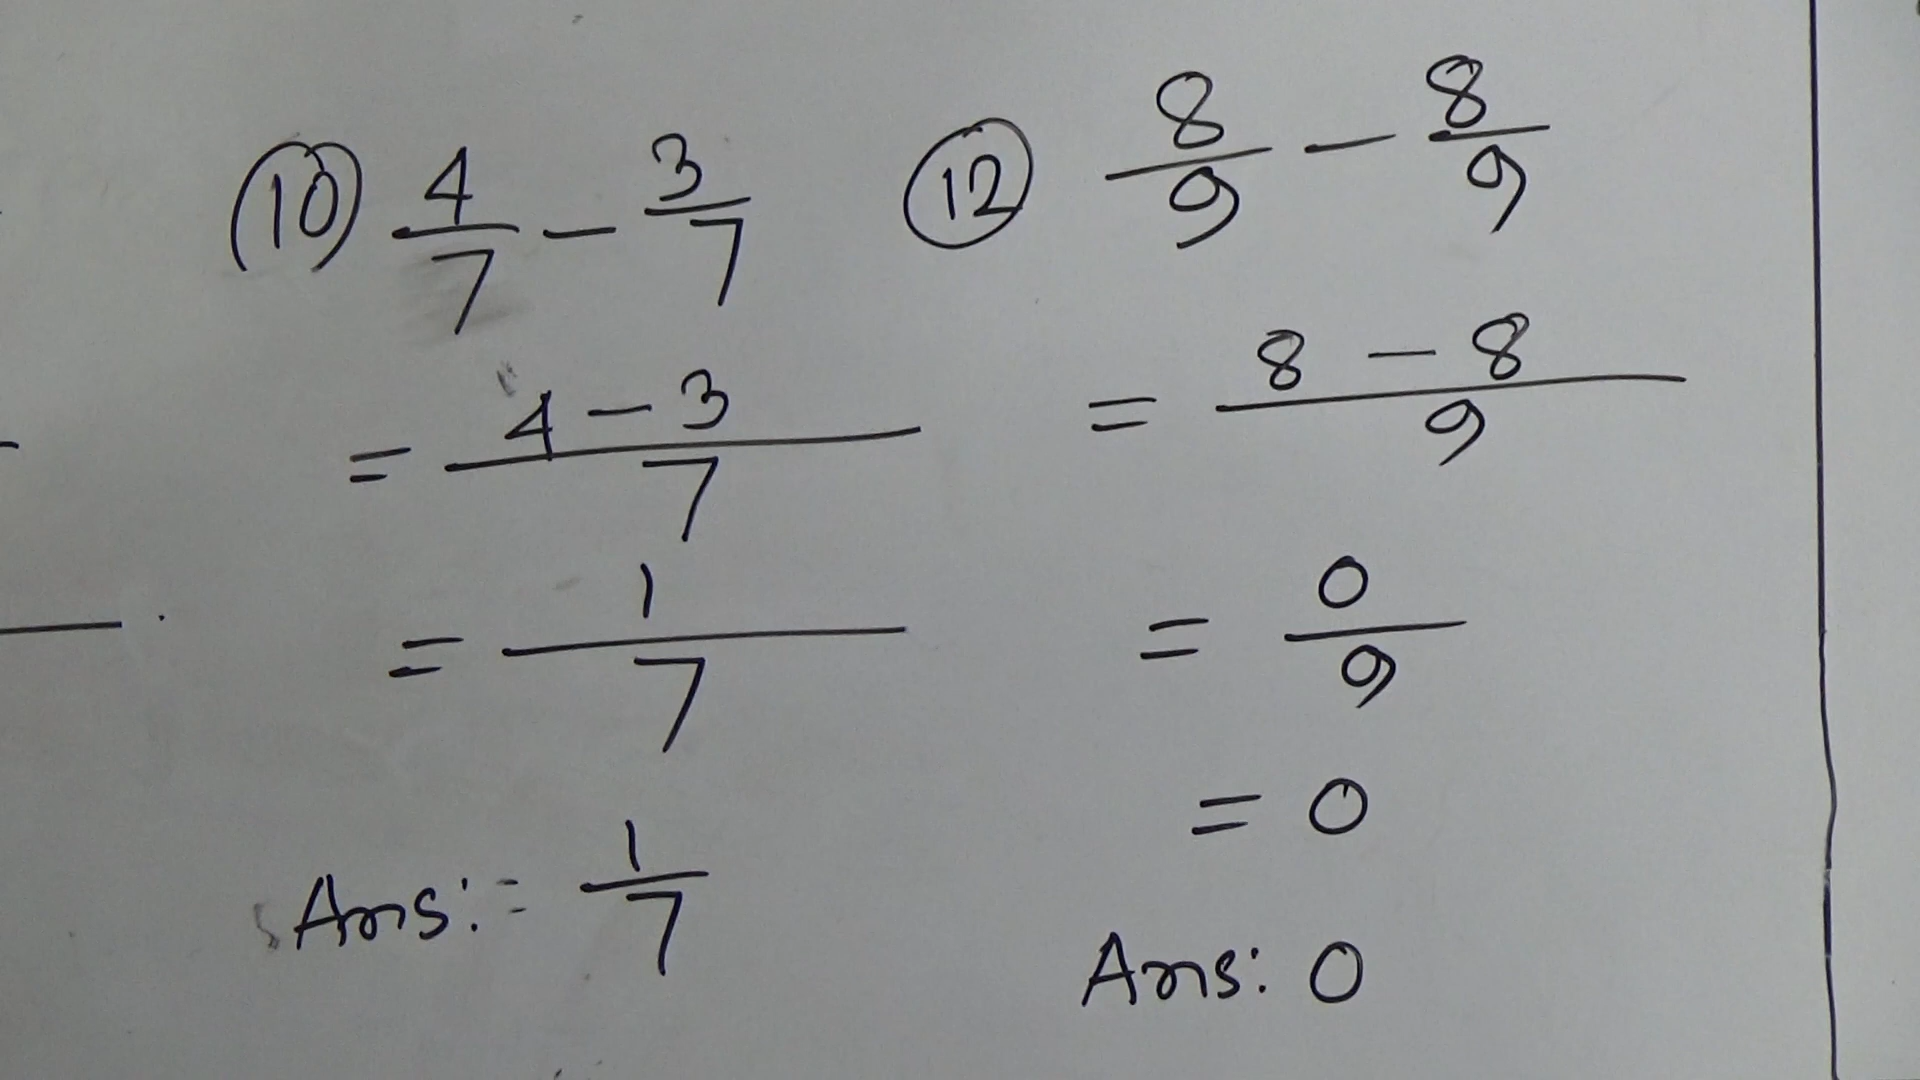 (10) 4/7 - 3/7
= 4 - 3 / 7
= 1/7
Ans:= 1/7
(12) 8/9 - 8/9
= 8 - 8 / 9
= 0/9
= 0
Ans: 0